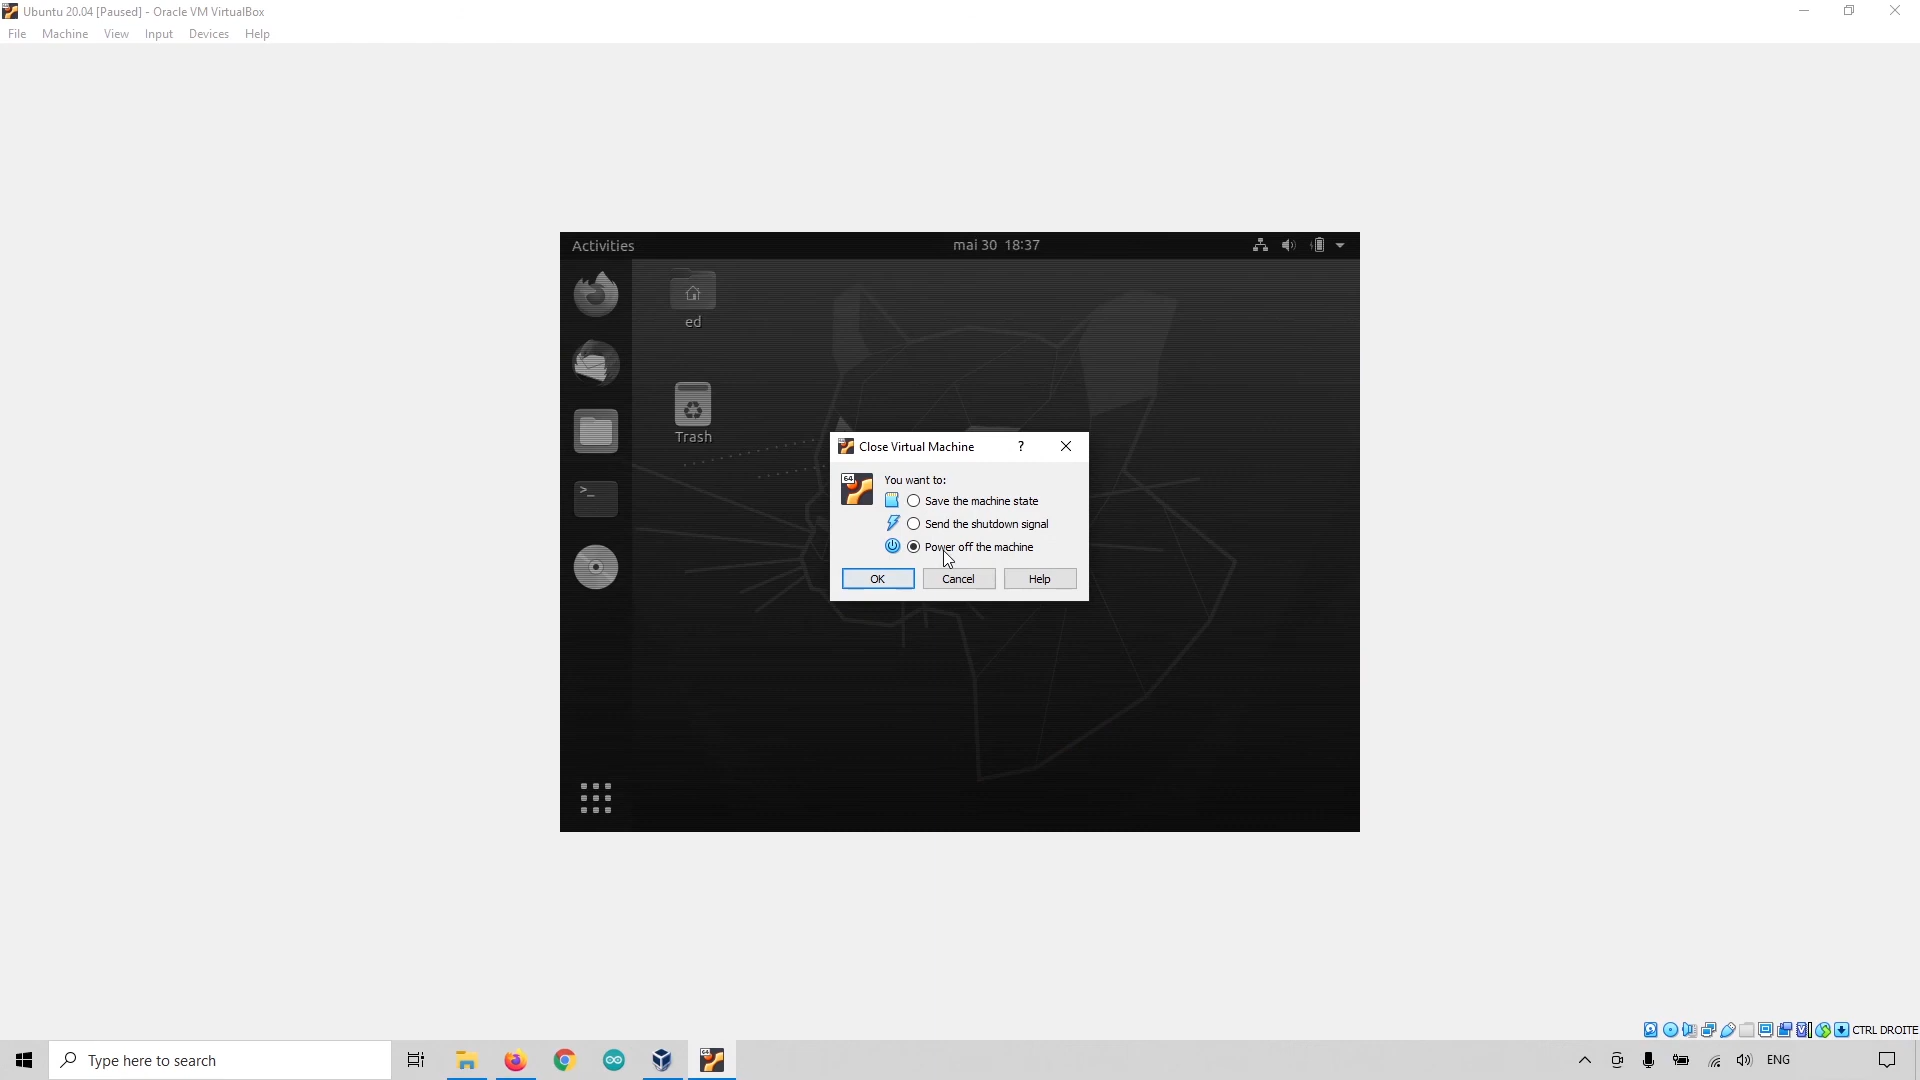 Ubuntu 20.04 [Paused] - Oracle VM VirtualBox
File Machine View Input Devices Help
Activities
mai 30 18:37
ed
Trash
>_
Close Virtual Machine
?
64
You want to:
Save the machine state
Send the shutdown signal
Power off the machine
OK Cancel Help
CTRL DROITE
Type here to search
64
ENG